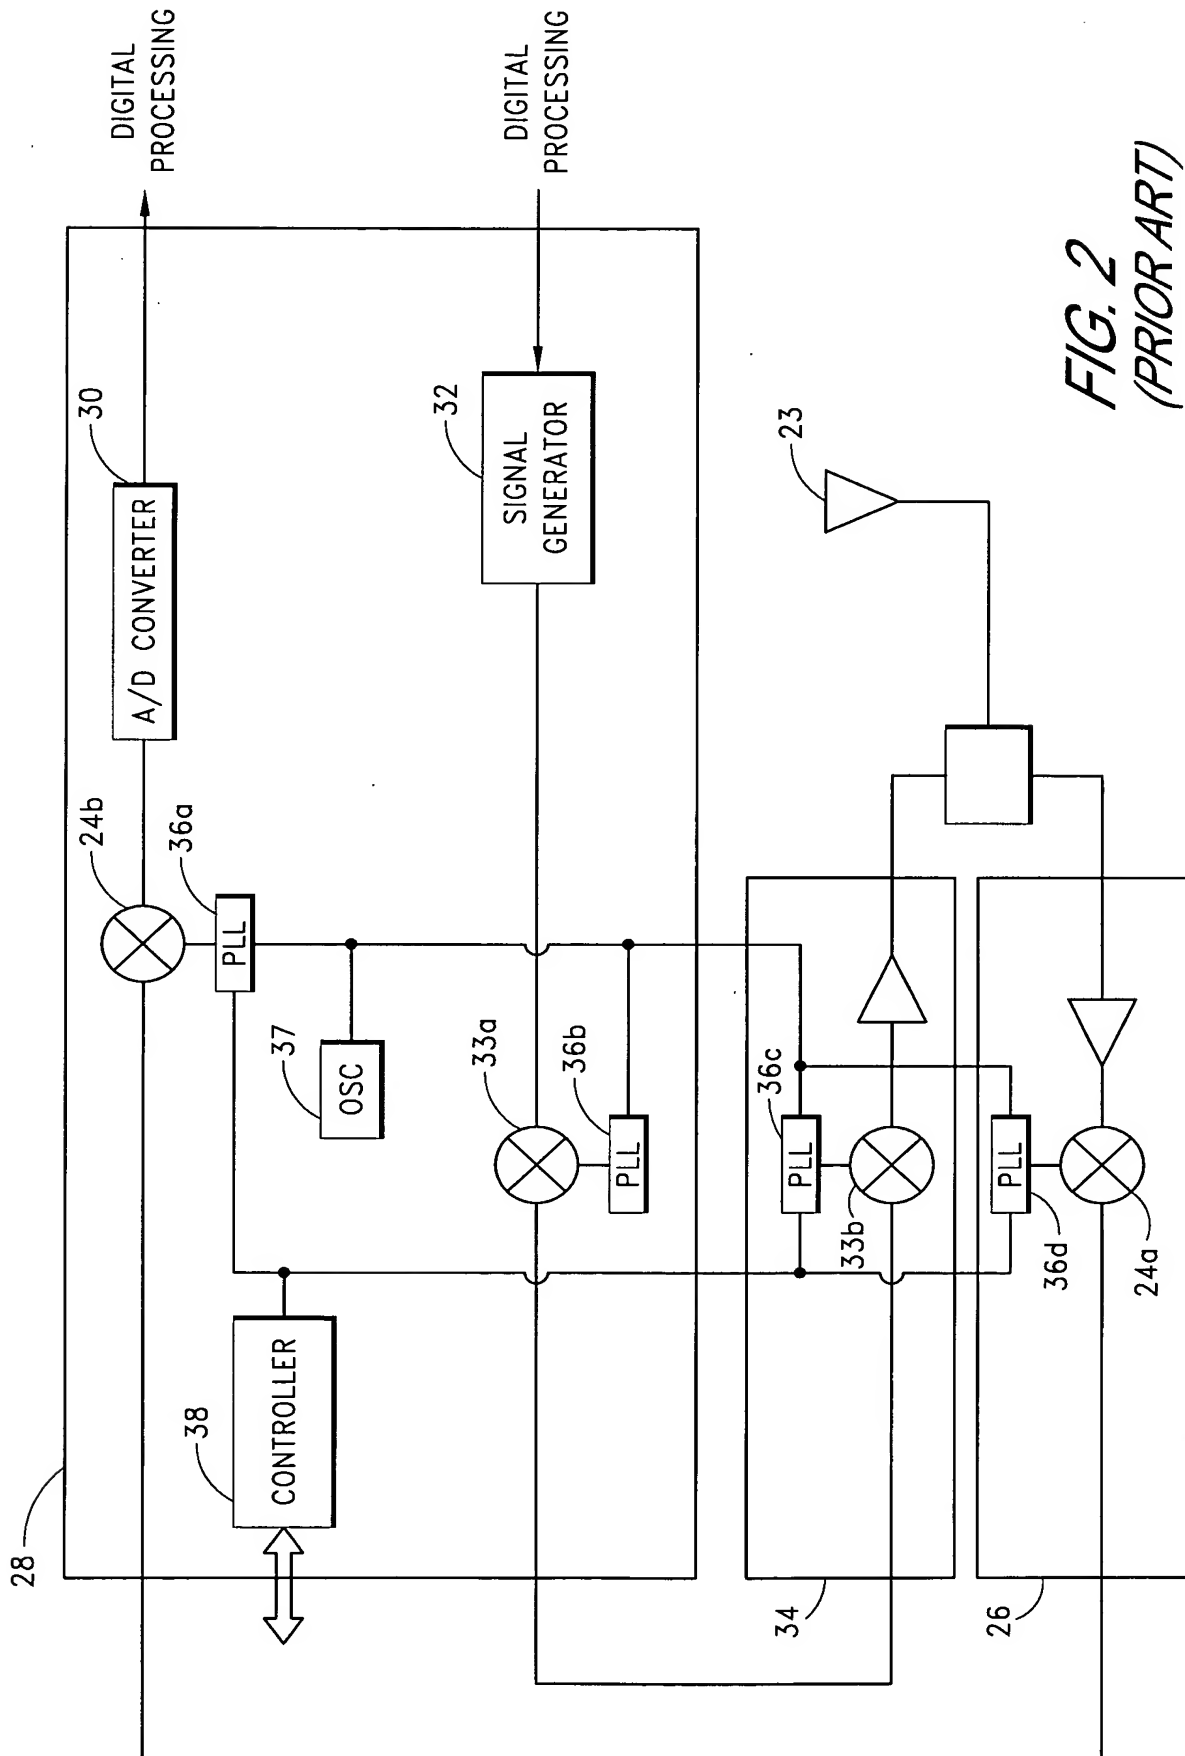 28
38
CONTROLLER
37
OSC
24b
36a
PLL
30
A/D CONVERTER
DIGITAL
PROCESSING
33a
36b
PLL
32
SIGNAL
GENERATOR
DIGITAL
PROCESSING
34
36c
PLL
33b
23
26
36d
PLL
24a
FIG. 2
(PRIOR ART)